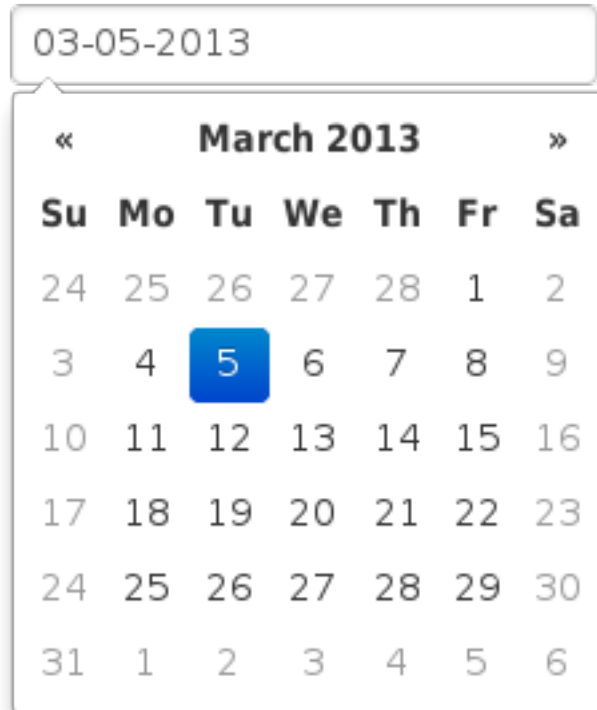 03-05-2013
« March 2013 »
Su Mo Tu We Th Fr Sa
24 25 26 27 28 1 2
3 4 5 6 7 8 9
10 11 12 13 14 15 16
17 18 19 20 21 22 23
24 25 26 27 28 29 30
31 1 2 3 4 5 6